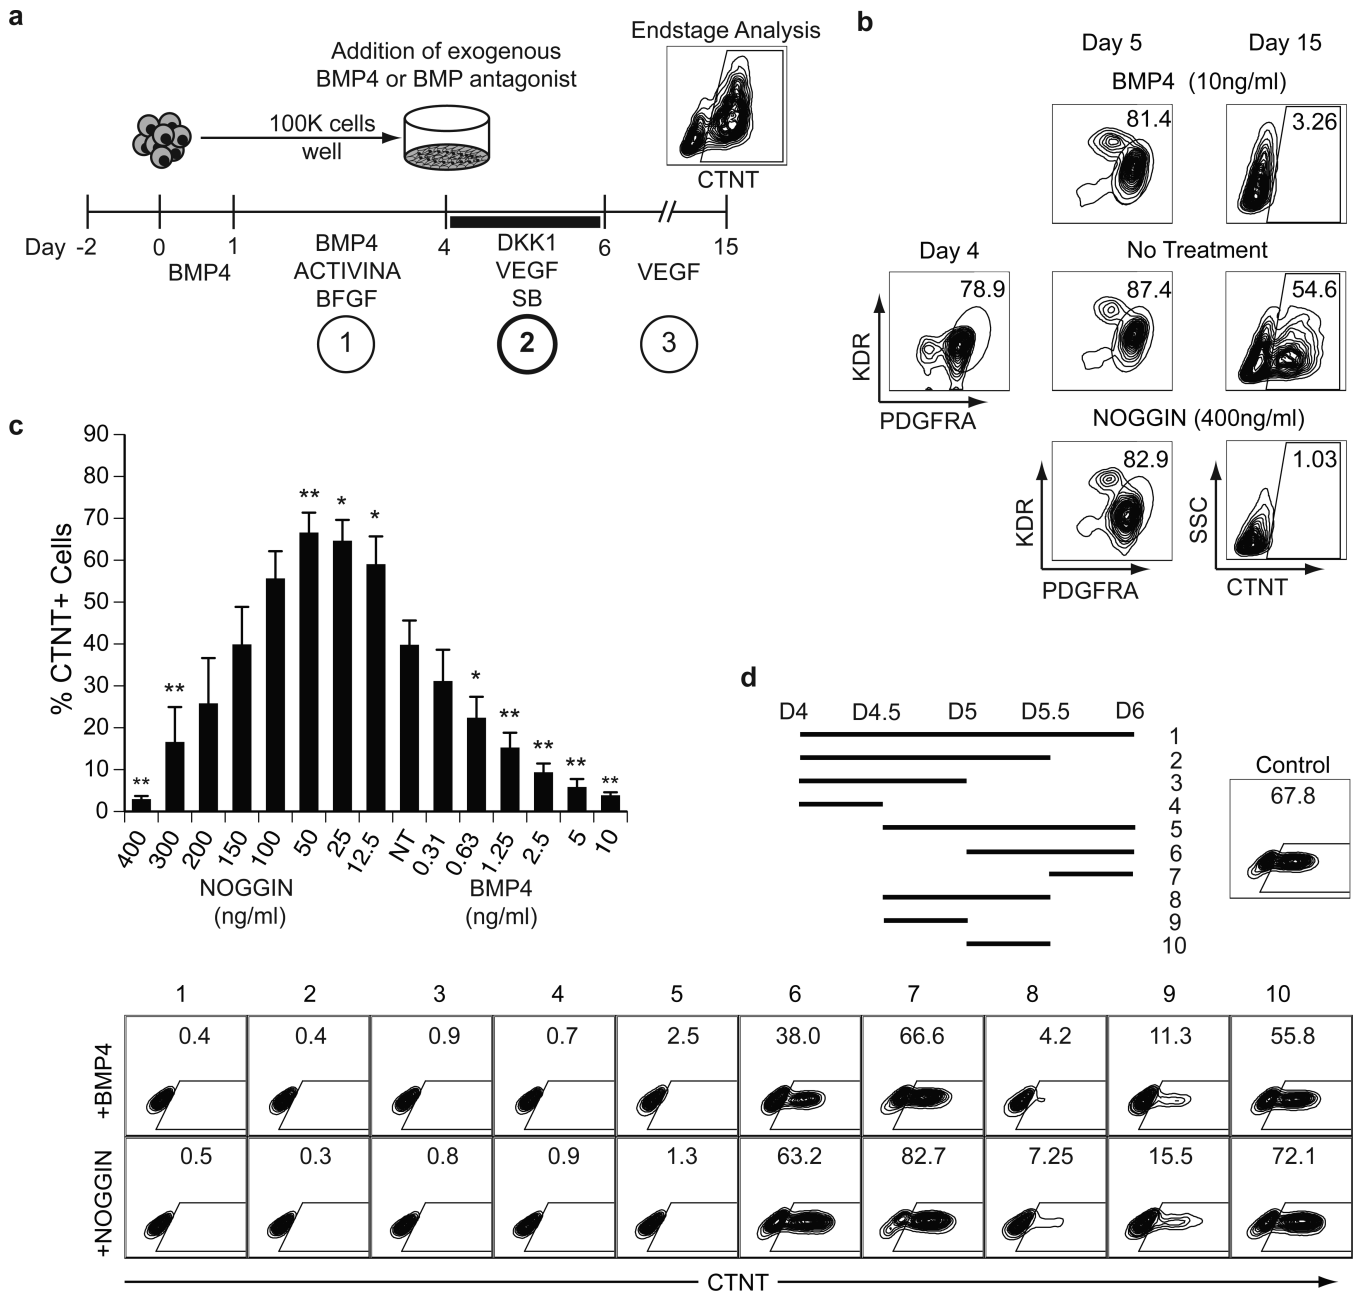 a
Addition of exogenous
BMP4 or BMP antagonist
Endstage Analysis
100K cells
well
CTNT
Day -2 0 1 4 6 15
BMP4
BMP4
ACTIVINA
BFGF
DKK1
VEGF
SB
VEGF
1 2 3
b
Day 5 Day 15
BMP4 (10ng/ml)
81.4 3.26
Day 4
No Treatment
78.9 87.4 54.6
KDR
PDGFRA
NOGGIN (400ng/ml)
82.9 1.03
KDR
PDGFRA
SSC
CTNT
c
% CTNT+ Cells
90
80
70
60
50
40
30
20
10
0
** ** ** * * * ** ** ** **
400 300 200 150 100 50 25 12.5 NT 0.31 0.63 1.25 2.5 5 10
NOGGIN
(ng/ml)
BMP4
(ng/ml)
d
D4 D4.5 D5 D5.5 D6
1
2
3
4
5
6
7
8
9
10
Control
67.8
1 2 3 4 5 6 7 8 9 10
+BMP4
0.4 0.4 0.9 0.7 2.5 38.0 66.6 4.2 11.3 55.8
+NOGGIN
0.5 0.3 0.8 0.9 1.3 63.2 82.7 7.25 15.5 72.1
CTNT